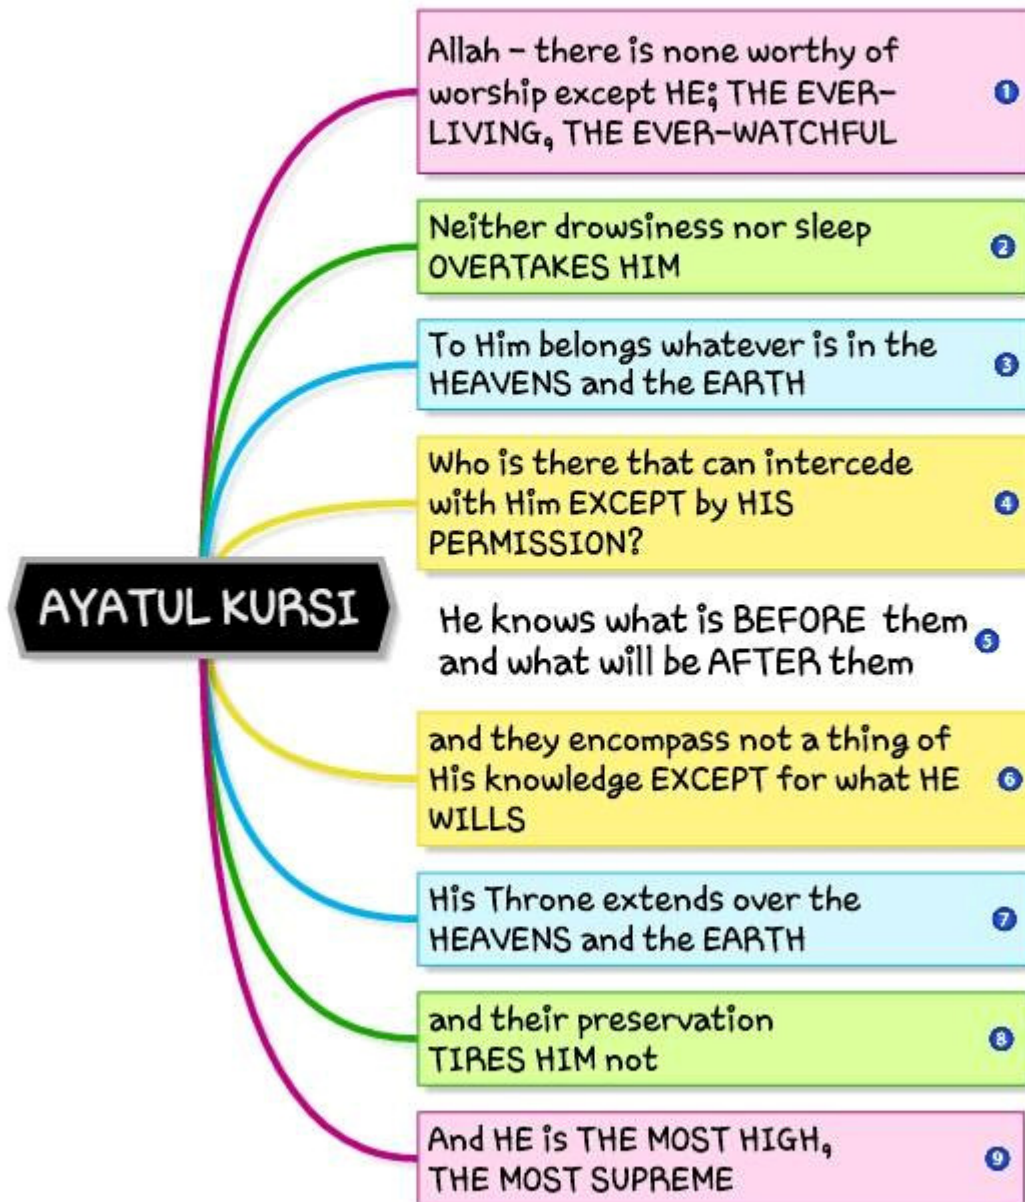 Allah – there is none worthy of
worship except HE; THE EVER-
LIVING, THE EVER-WATCHFUL
1
Neither drowsiness nor sleep
OVERTAKES HIM
2
To Him belongs whatever is in the
HEAVENS and the EARTH
3
Who is there that can intercede
with Him EXCEPT by HIS
PERMISSION?
4
AYATUL KURSI
He knows what is BEFORE them
and what will be AFTER them
5
and they encompass not a thing of
His knowledge EXCEPT for what HE
WILLS
6
His Throne extends over the
HEAVENS and the EARTH
7
and their preservation
TIRES HIM not
8
And HE is THE MOST HIGH,
THE MOST SUPREME
9